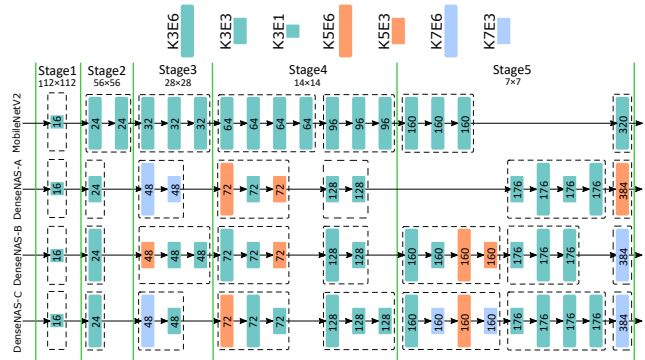 K3E6 K3E3 K3E1 K5E6 K5E3 K7E6 K7E3
Stage1 Stage2 Stage3 Stage4 Stage5
112×112 56×56 28×28 14×14 7×7
MobileNetV2 16 24 24 32 32 32 64 64 64 64 96 96 96 160 160 160 320
DenseNAS-A 16 24 48 48 72 72 72 128 128 176 176 176 176 384
DenseNAS-B 16 24 48 48 48 72 72 72 128 128 160 160 160 160 176 176 176 384
DenseNAS-C 16 24 48 48 72 72 72 128 128 128 160 160 160 160 176 176 176 176 384